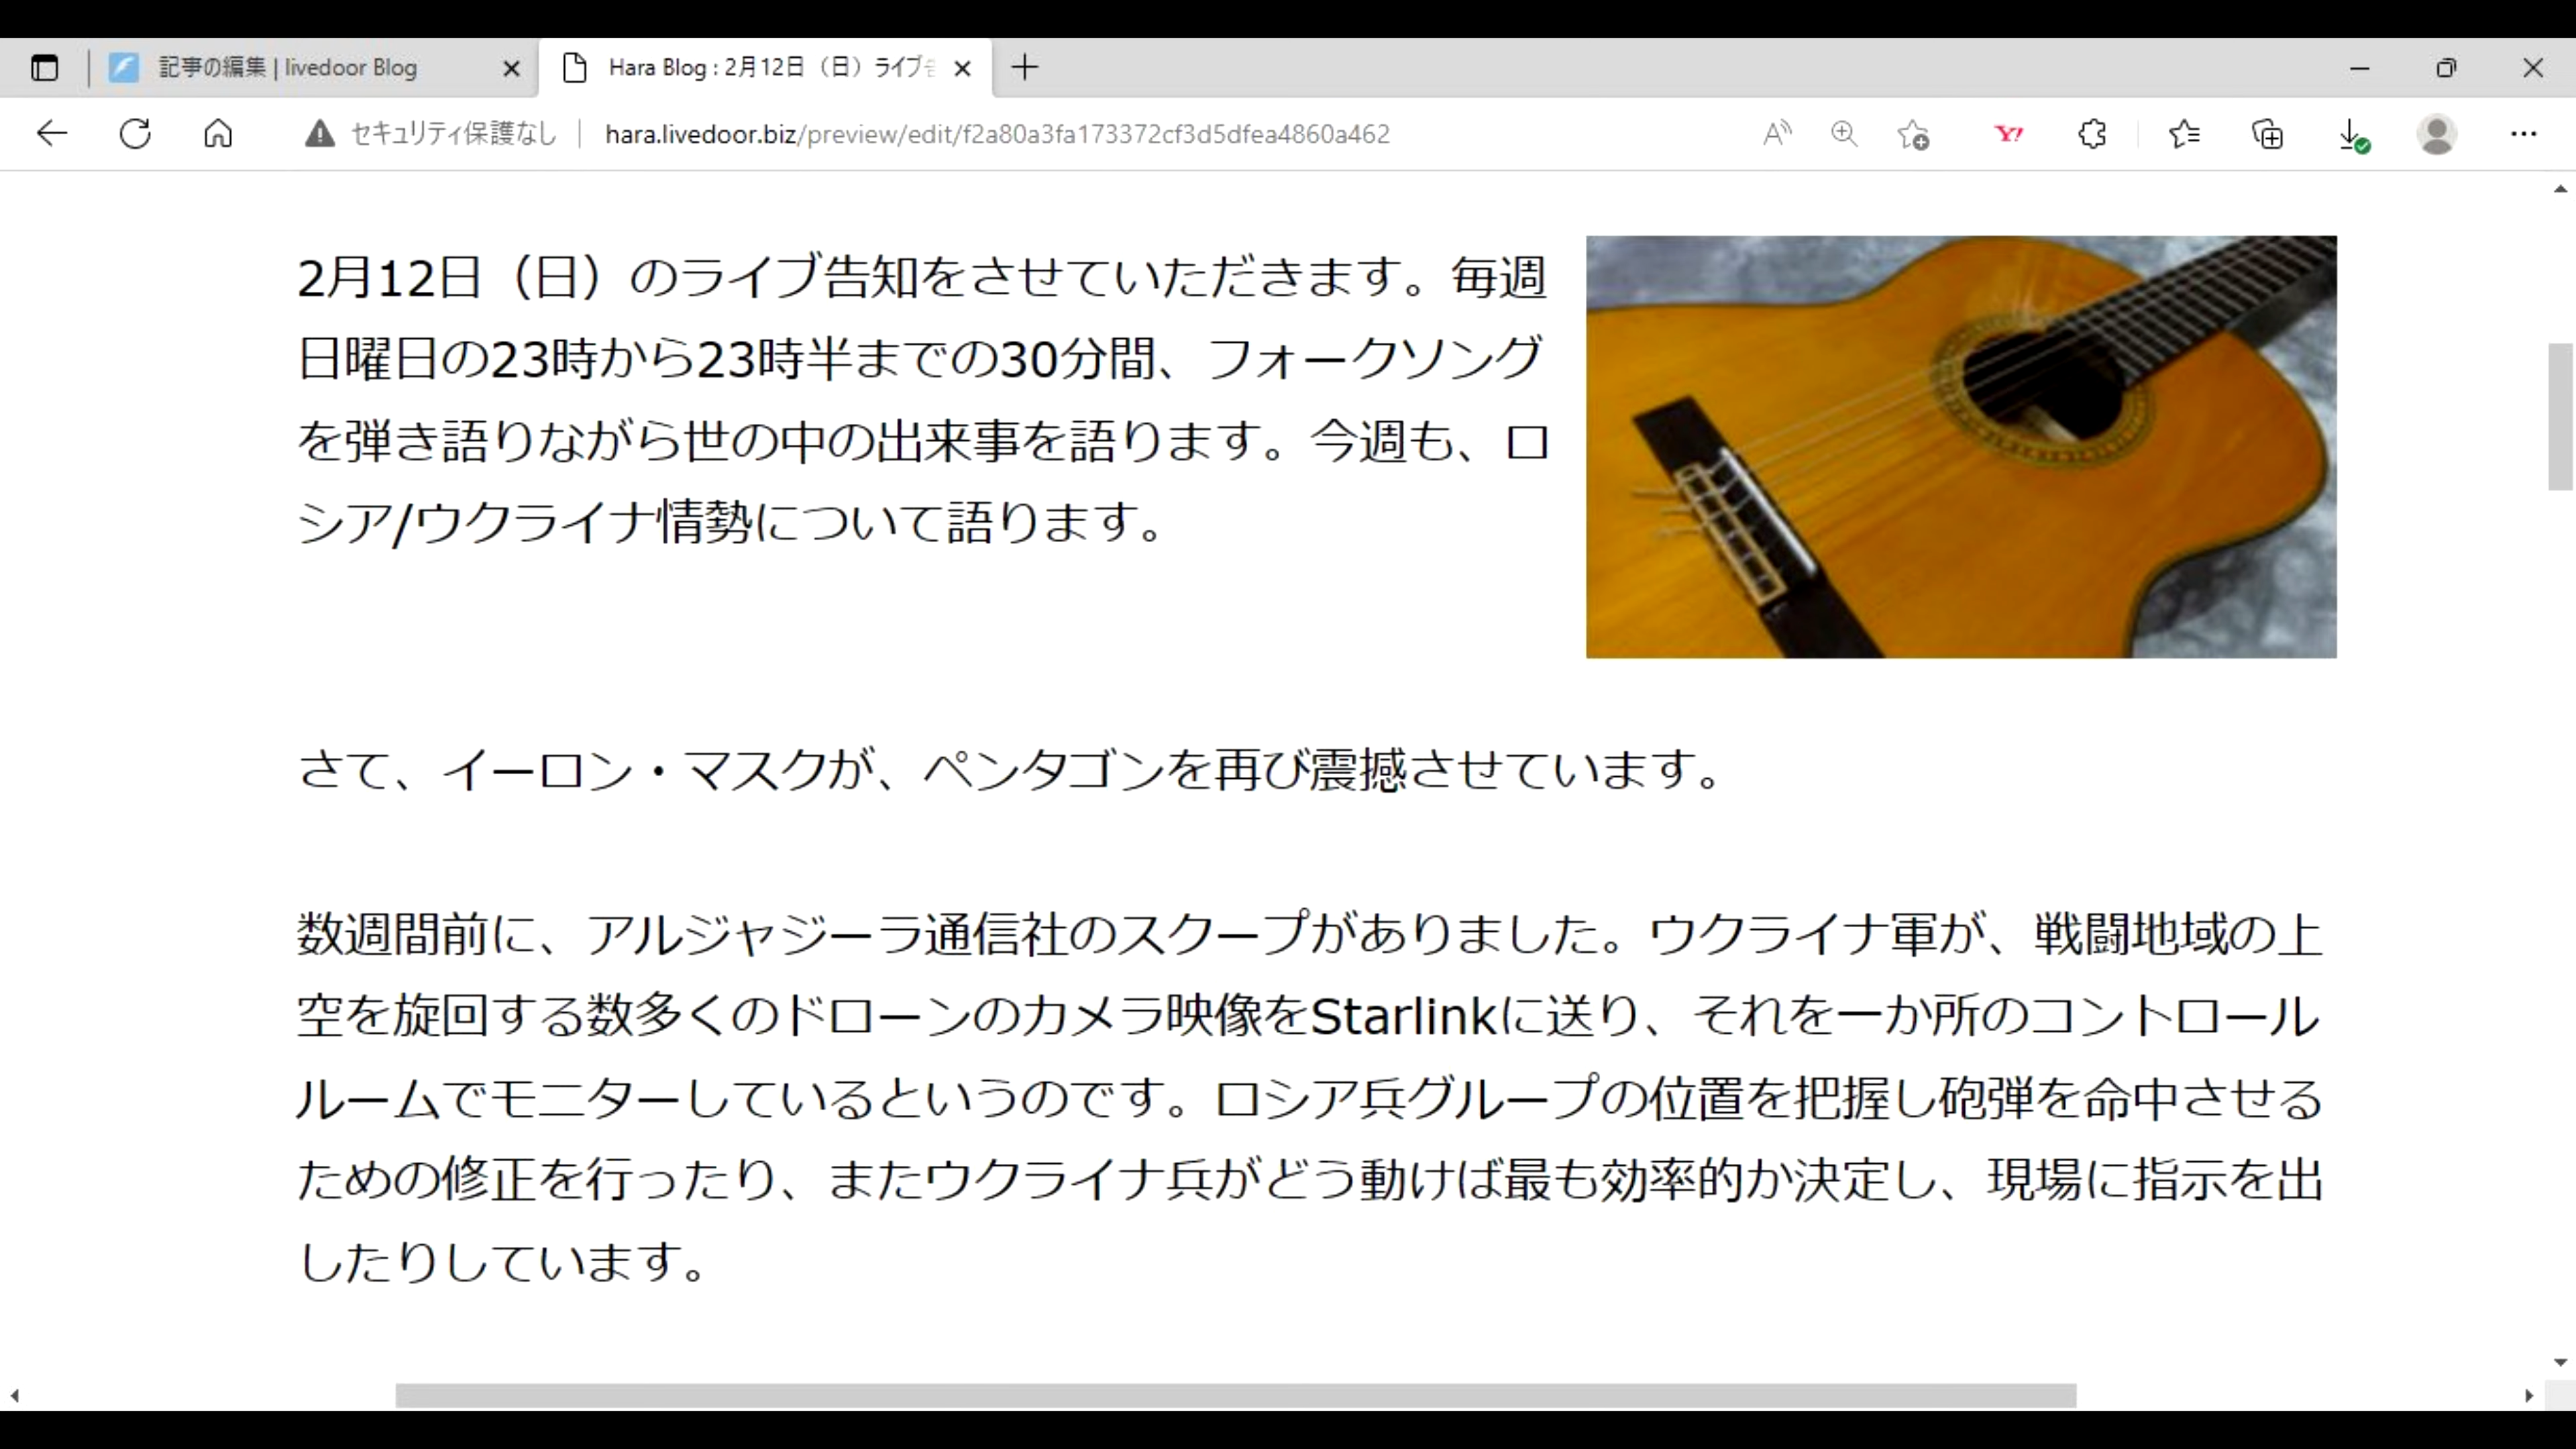 記事の編集 | livedoor Blog
Hara Blog : 2月12日（日）ライブ
セキュリティ保護なし
hara.livedoor.biz/preview/edit/f2a80a3fa173372cf3d5dfea4860a462
2月12日（日）のライブ告知をさせていただきます。毎週
日曜日の23時から23時半までの30分間、フォークソング
を弾き語りながら世の中の出来事を語ります。今週も、ロ
シア/ウクライナ情勢について語ります。
さて、イーロン・マスクが、ペンタゴンを再び震撼させています。
数週間前に、アルジャジーラ通信社のスクープがありました。ウクライナ軍が、戦闘地域の上
空を旋回する数多くのドローンのカメラ映像をStarlinkに送り、それを一か所のコントロール
ルームでモニターしているというのです。ロシア兵グループの位置を把握し砲弾を命中させる
ための修正を行ったり、またウクライナ兵がどう動けば最も効率的か決定し、現場に指示を出
したりしています。